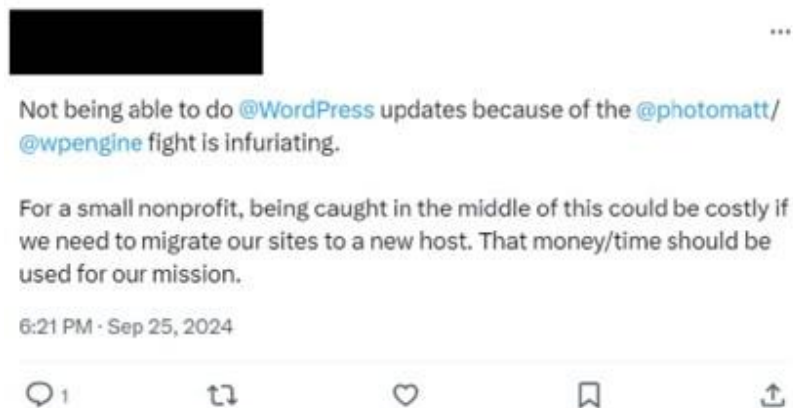 Not being able to do @WordPress updates because of the @photomatt/
@wpengine fight is infuriating.
For a small nonprofit, being caught in the middle of this could be costly if
we need to migrate our sites to a new host. That money/time should be
used for our mission.
6:21 PM · Sep 25, 2024
1